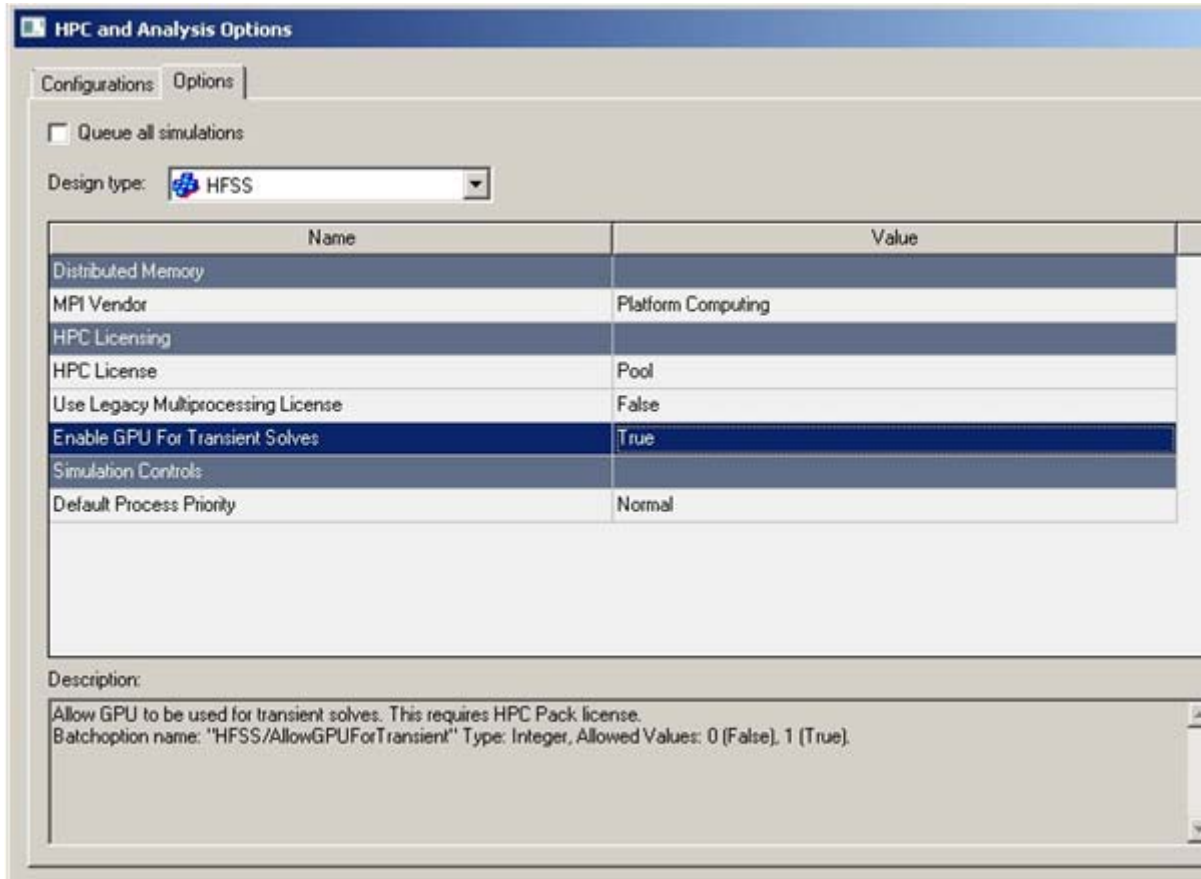 HPC and Analysis Options
Configurations Options
Queue all simulations
Design type: HFSS
Name Value
Distributed Memory
MPI Vendor Platform Computing
HPC Licensing
HPC License Pool
Use Legacy Multiprocessing License False
Enable GPU For Transient Solves True
Simulation Controls
Default Process Priority Normal
Description:
Allow GPU to be used for transient solves. This requires HPC Pack license.
Batchoption name: "HFSS/AllowGPUForTransient" Type: Integer, Allowed Values: 0 (False), 1 (True).